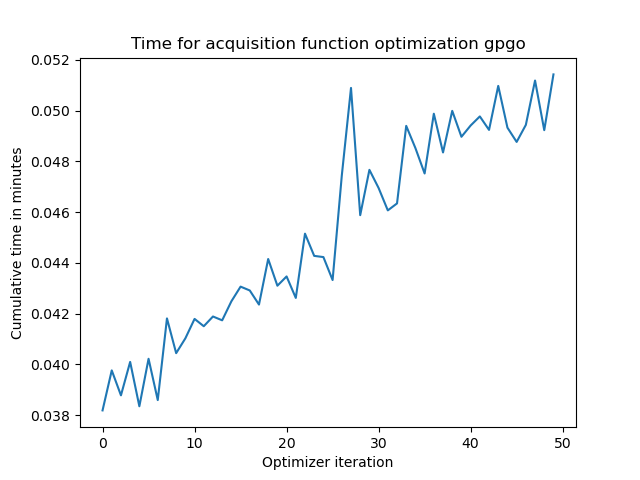 Time for acquisition function optimization gpgo
0.052
0.050
0.048
0.046
0.044
0.042
0.040
0.038
Cumulative time in minutes
0 10 20 30 40 50
Optimizer iteration